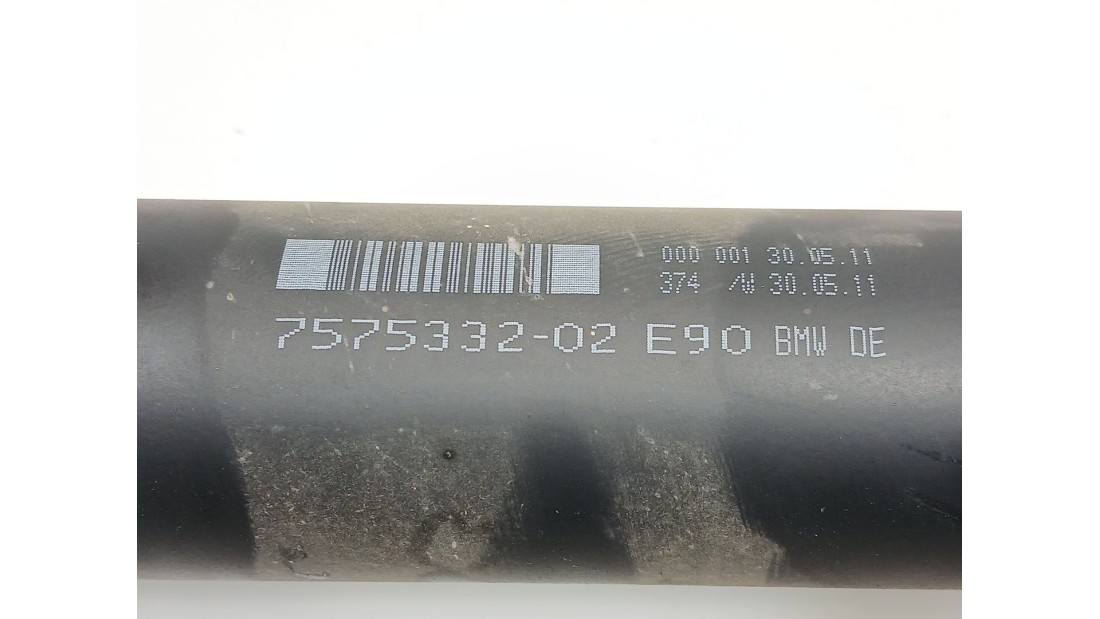 000 001 30.05.11
374 /W 30.05.11
7575332-02 E90 BMW DE